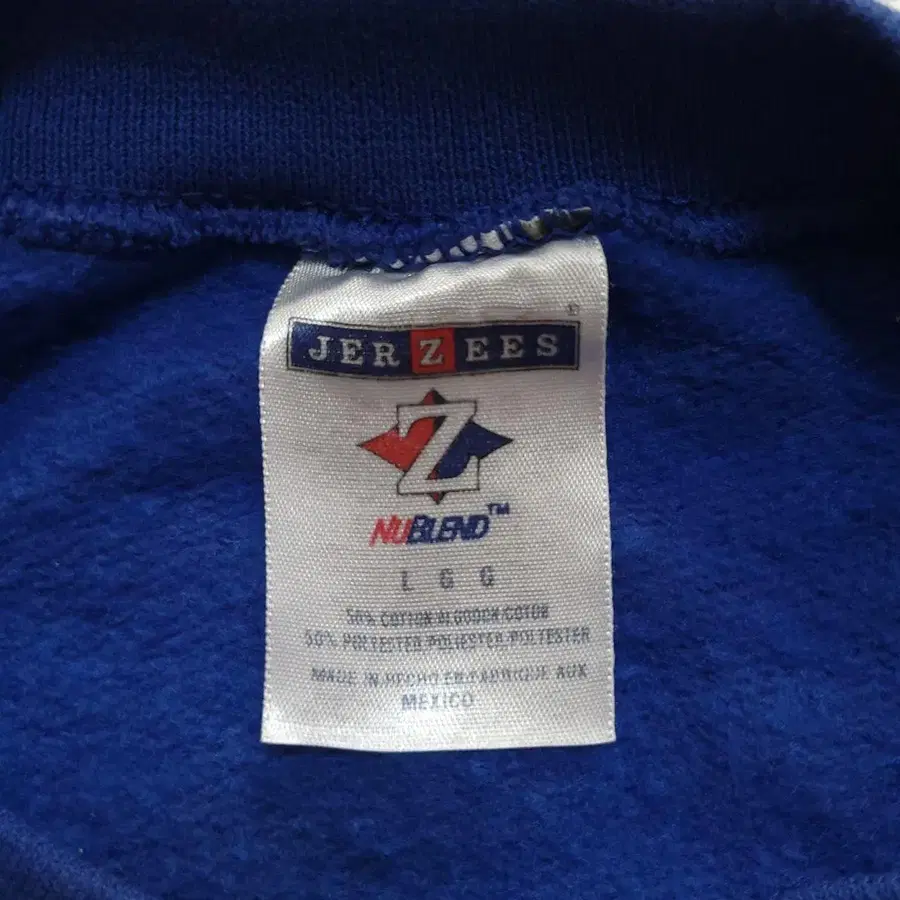 JERZEES®
Z
NUBLEND™
L G G
50% COTTON/ALGODON/COTON
50% POLYESTER/POLIESTER/POLYESTER
MADE IN/HECHO EN/FABRIQUE AUX
MEXICO